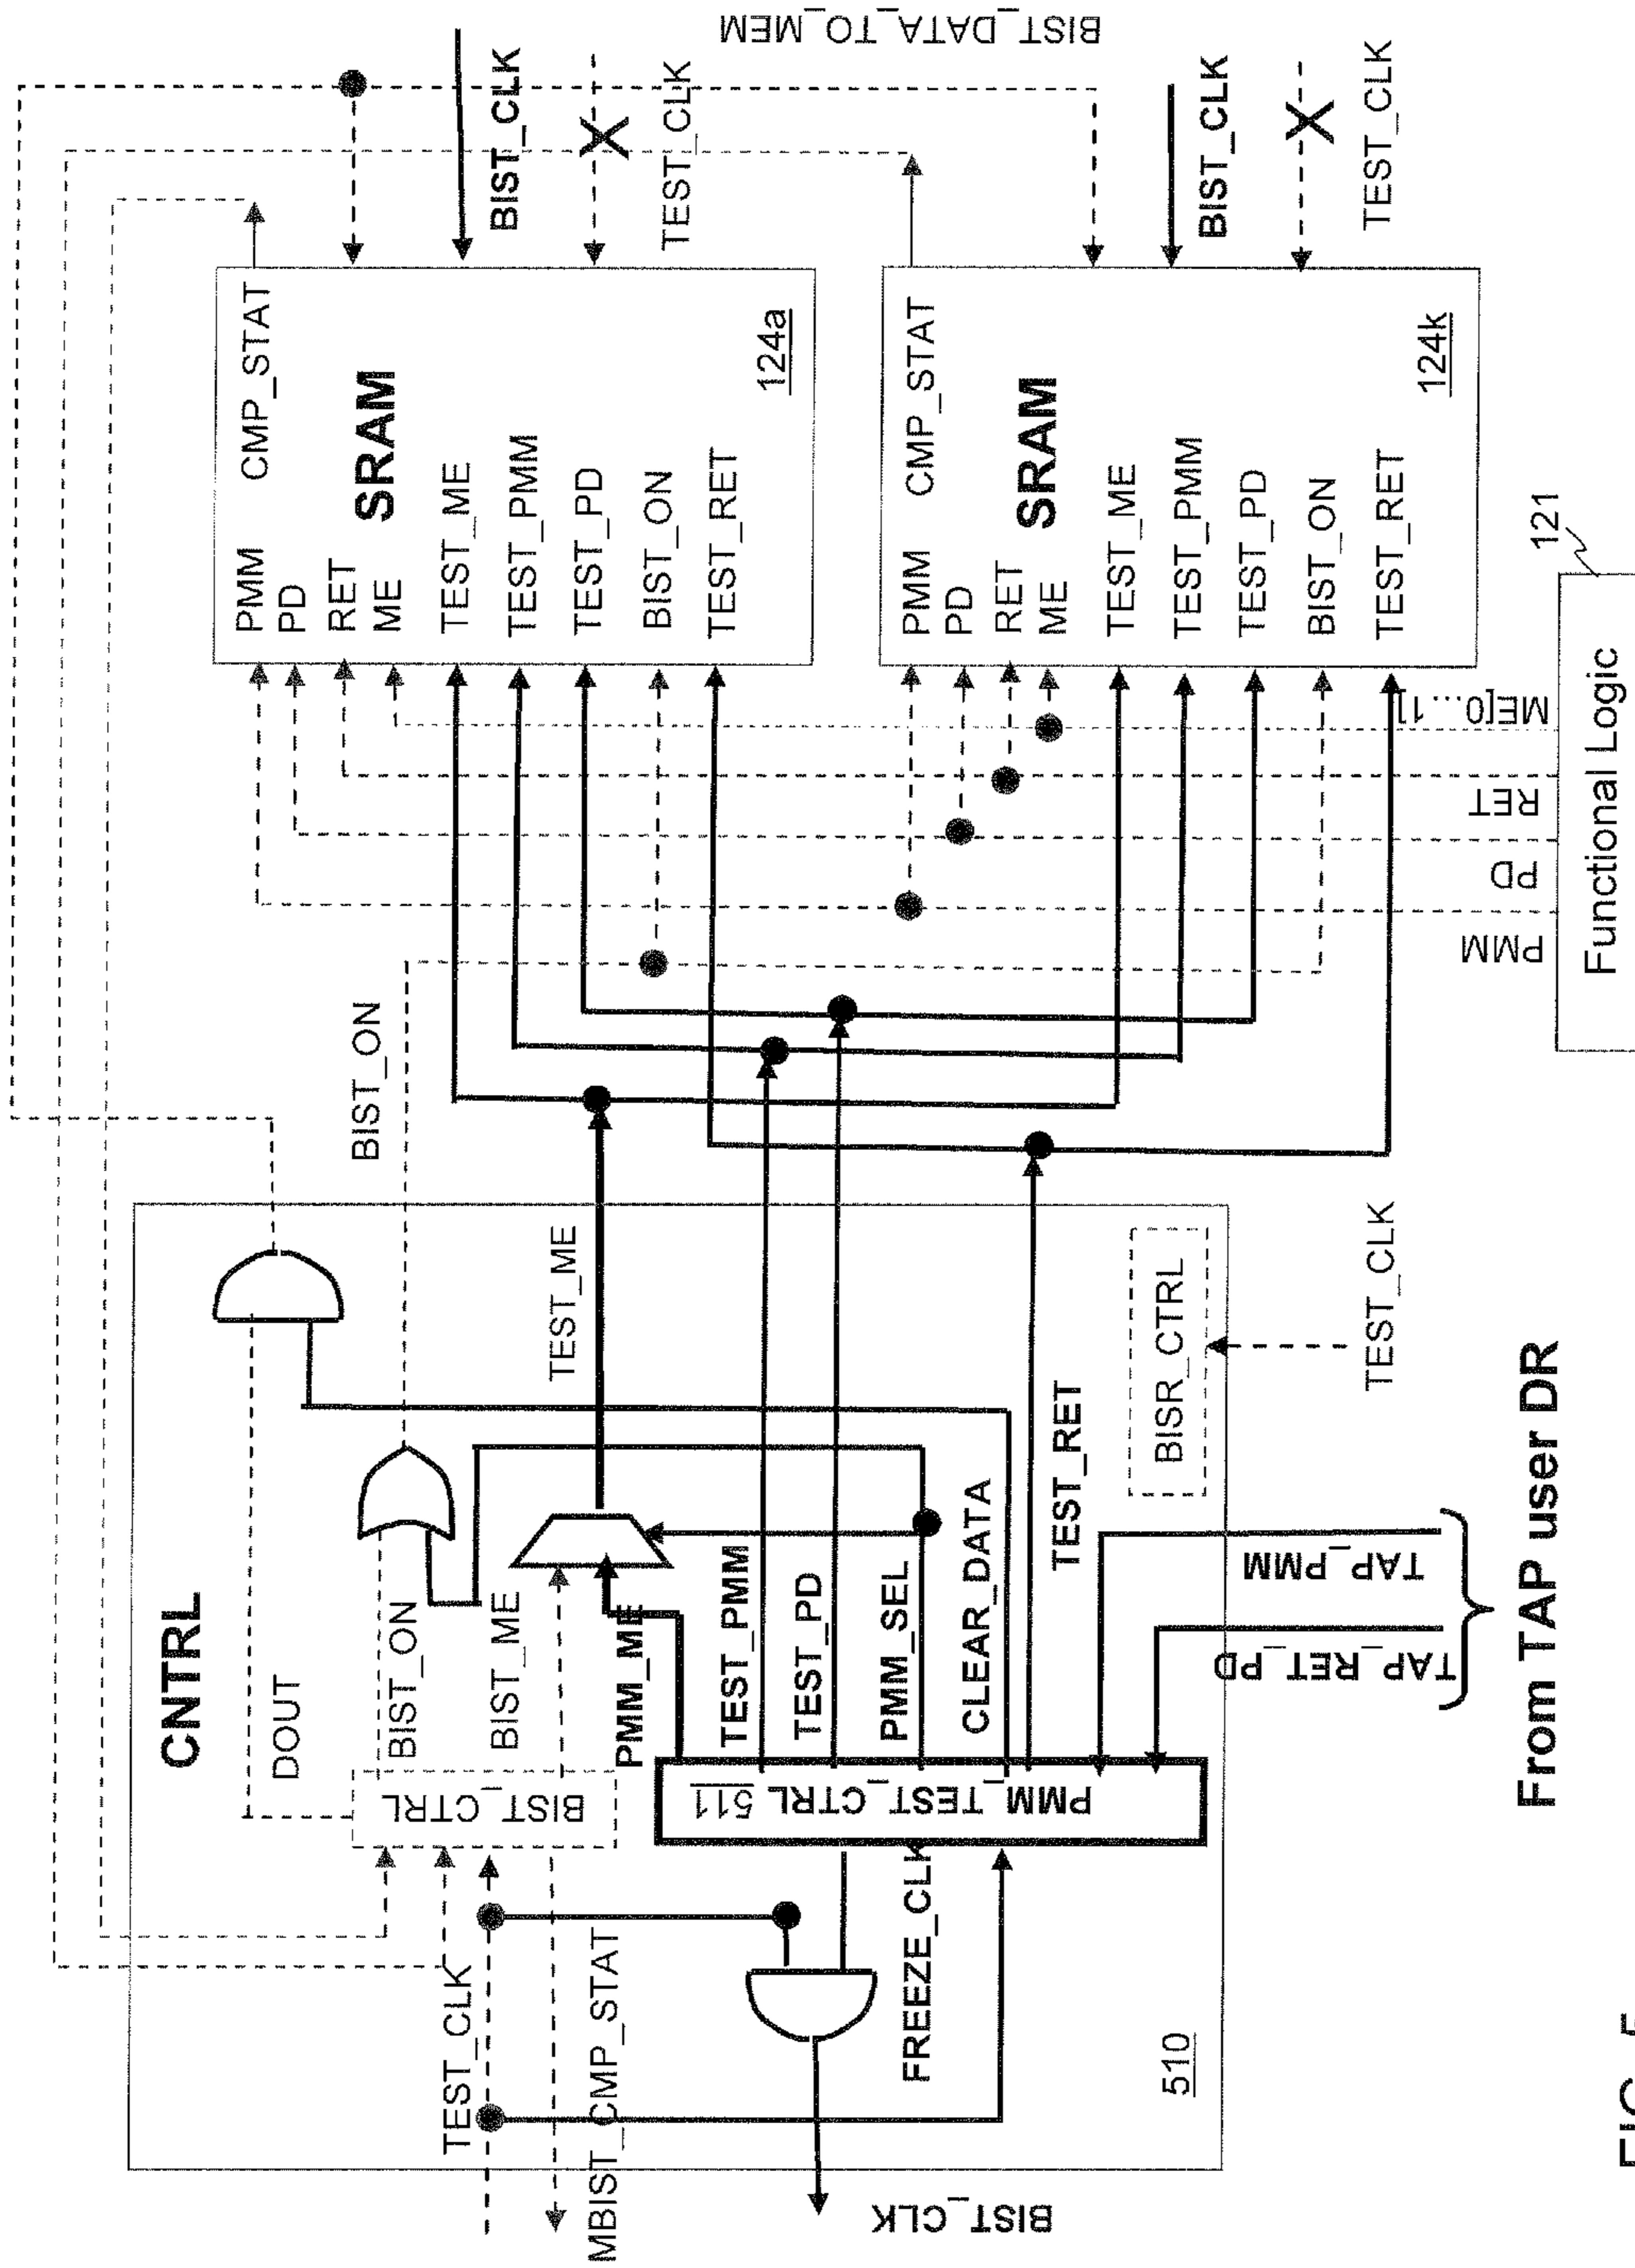 CNTRL
DOUT
BIST_ON
BIST_ON
BIST_ME
PMM_ME
TEST_ME
TEST_PMM
TEST_PD
PMM_SEL
CLEAR_DATA
TEST_RET
BIST_CTRL
PMM_TEST_CTRL 511
TEST_CLK
MBIST_CMP_STAT
FREEZE_CLK
BIST_CLK
510
BISR_CTRL
TEST_CLK
TAP_PMM
TAP_RET_PD
From TAP user DR
PMM
CMP_STAT
PD
RET
SRAM
ME
TEST_ME
TEST_PMM
TEST_PD
BIST_ON
TEST_RET
124a
BIST_CLK
TEST_CLK
BIST_DATA_TO_MEM
PMM
CMP_STAT
PD
RET
SRAM
ME
TEST_ME
TEST_PMM
TEST_PD
BIST_ON
TEST_RET
124k
BIST_CLK
TEST_CLK
PMM
PD
RET
ME[0...1]
Functional Logic
121